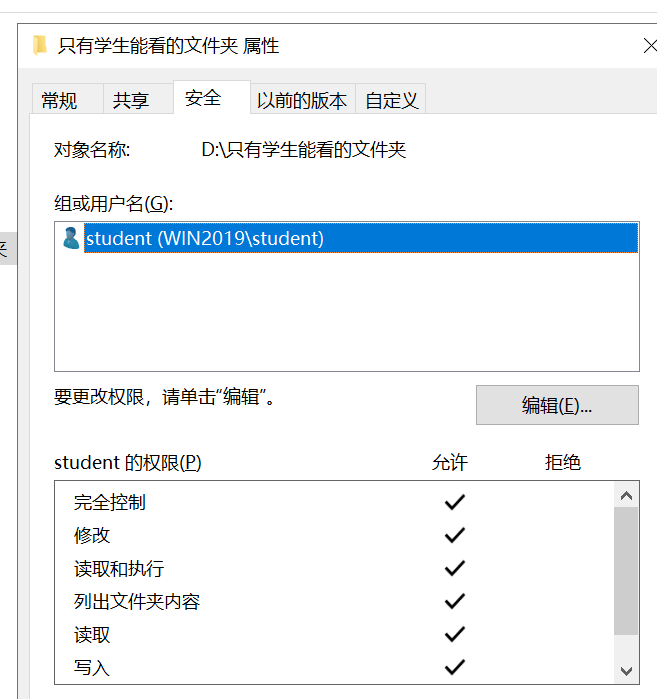 只有学生能看的文件夹 属性
常规 共享 安全 以前的版本 自定义
对象名称: D:\只有学生能看的文件夹
组或用户名(G):
夹
student (WIN2019\student)
要更改权限，请单击“编辑”。
编辑(E)...
student 的权限(P) 允许 拒绝
完全控制
修改
读取和执行
列出文件夹内容
读取
写入